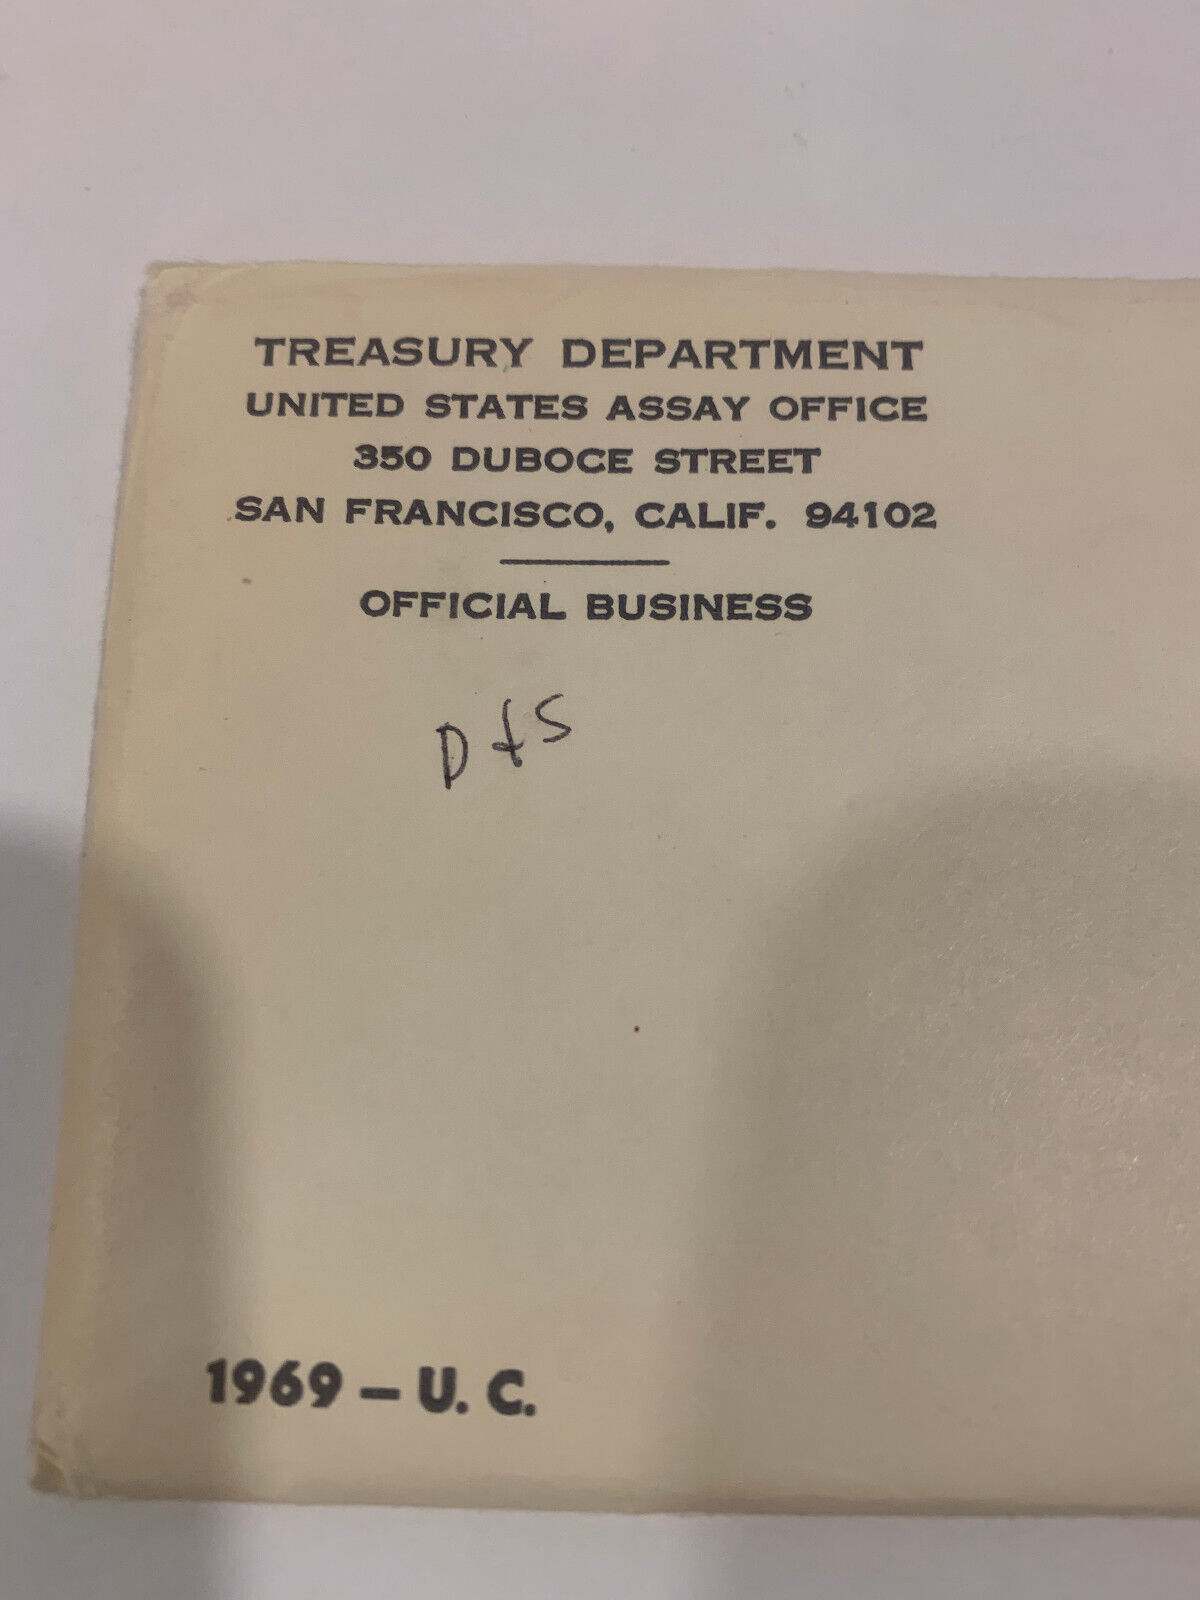 TREASURY DEPARTMENT
UNITED STATES ASSAY OFFICE
350 DUBOCE STREET
SAN FRANCISCO, CALIF. 94102
OFFICIAL BUSINESS
D & S
1969 – U. C.